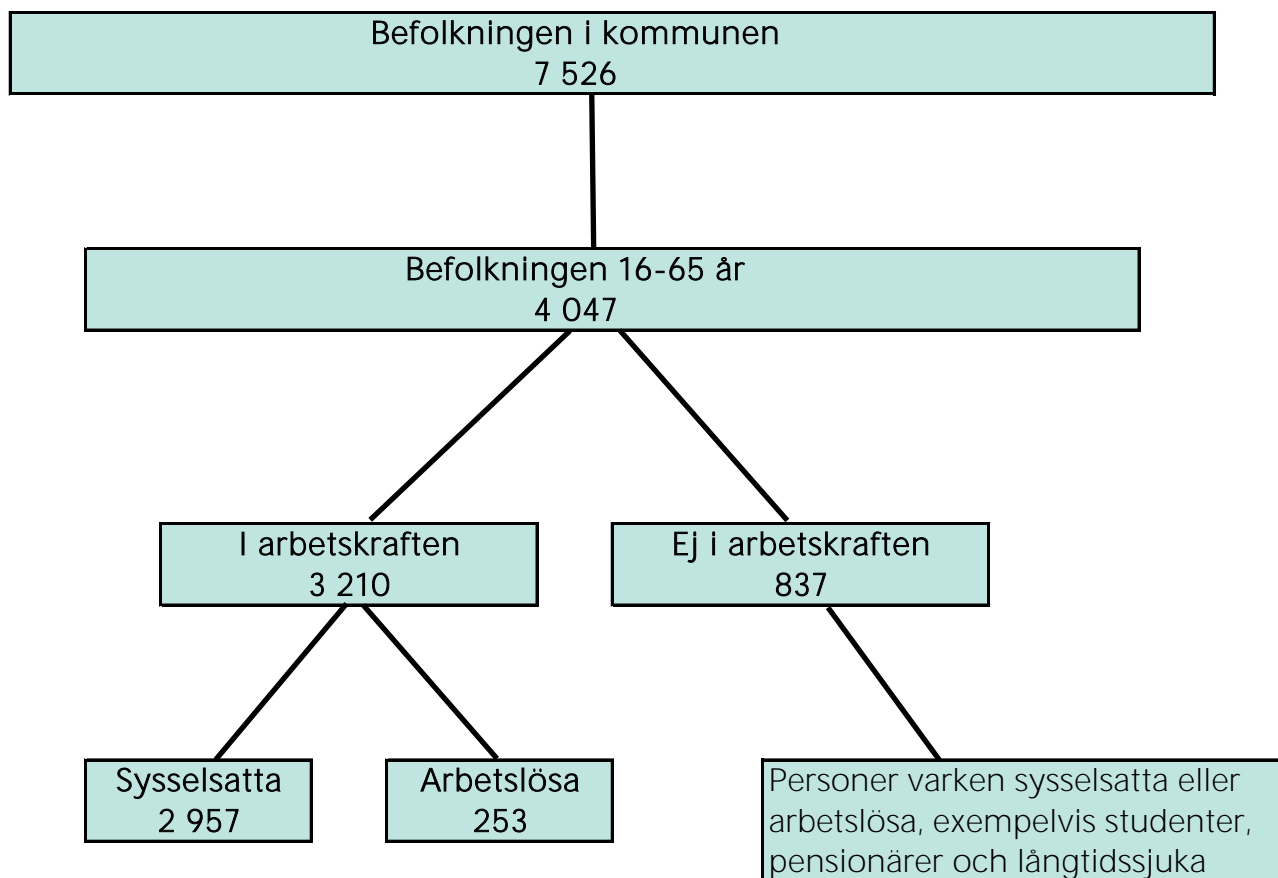 Befolkningen i kommunen
7 526
Befolkningen 16-65 år
4 047
I arbetskraften
3 210
Ej i arbetskraften
837
Sysselsatta
2 957
Arbetslösa
253
Personer varken sysselsatta eller
arbetslösa, exempelvis studenter,
pensionärer och långtidssjuka